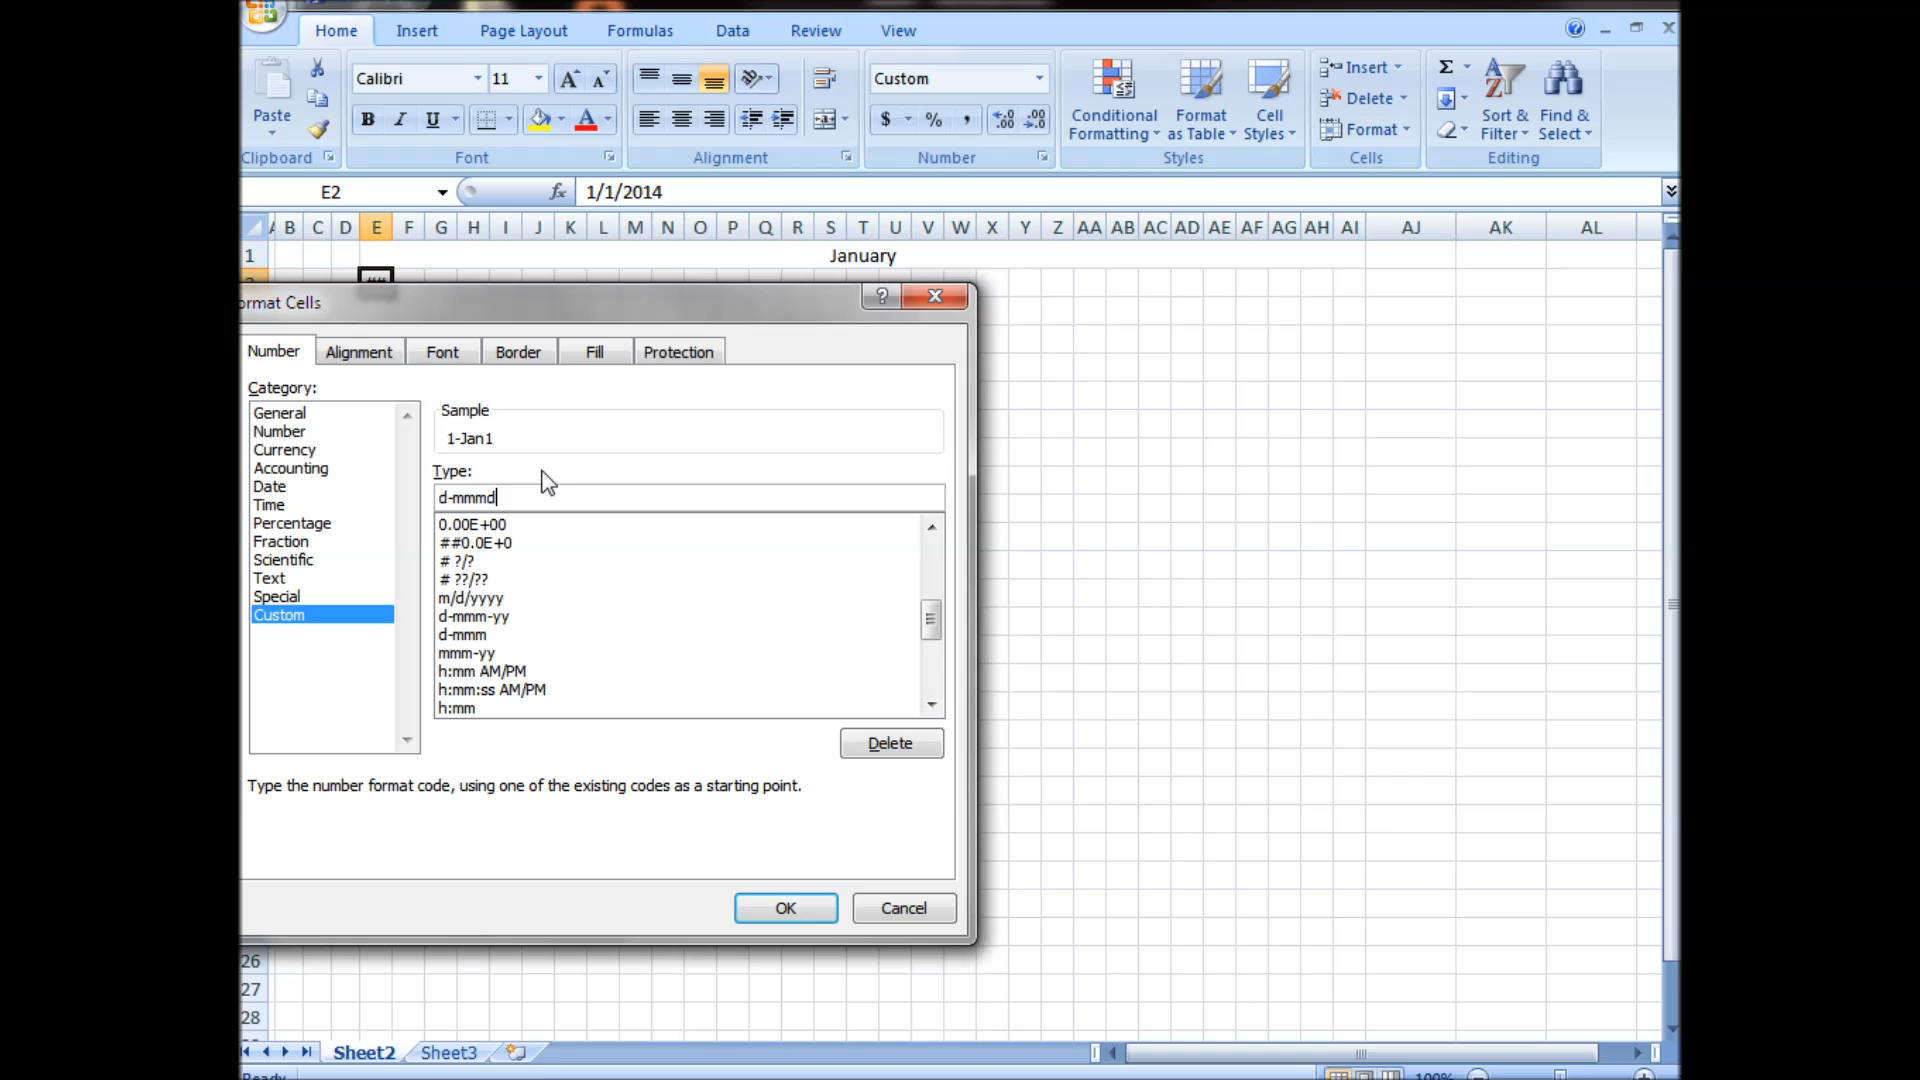 Home Insert Page Layout Formulas Data Review View
Calibri 11 A A Custom Insert Σ
Paste B I U A $ % , .00 .00 Conditional Formatting Format as Table Cell Styles Delete Format Sort & Filter Find & Select
Clipboard Font Alignment Number Styles Cells Editing
E2 fx 1/1/2014
B C D E F G H I J K L M N O P Q R S T U V W X Y Z AA AB AC AD AE AF AG AH AI AJ AK AL
1 January
##
ormat Cells ?
Number Alignment Font Border Fill Protection
Category:
General
Number
Currency
Accounting
Date
Time
Percentage
Fraction
Scientific
Text
Special
Custom
Sample
1-Jan1
Type:
d-mmmd
0.00E+00
##0.0E+0
# ?/?
# ??/??
m/d/yyyy
d-mmm-yy
d-mmm
mmm-yy
h:mm AM/PM
h:mm:ss AM/PM
h:mm
Delete
Type the number format code, using one of the existing codes as a starting point.
OK Cancel
26
27
28
Sheet2 Sheet3
Ready 100%